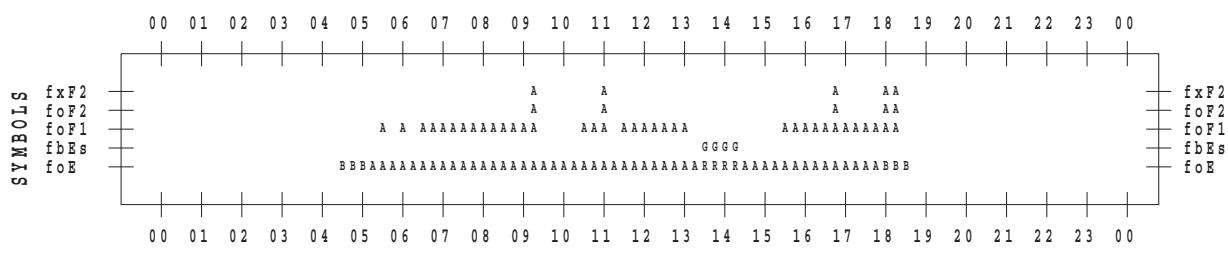 00 01 02 03 04 05 06 07 08 09 10 11 12 13 14 15 16 17 18 19 20 21 22 23 00
SYMBOLS
fxF2 A A A AA fxF2
foF2 A A A AA foF2
foF1 A A AAAAAAAAAAAA AAA AAAAAAA AAAAAAAAAAAA foF1
fbEs GGGG fbEs
foE BBBAAAAAAAAAAAAAAAAAAAAAAAAAAAAAAAAARRRRAAAAAAAAAAAAAABBB foE
00 01 02 03 04 05 06 07 08 09 10 11 12 13 14 15 16 17 18 19 20 21 22 23 00